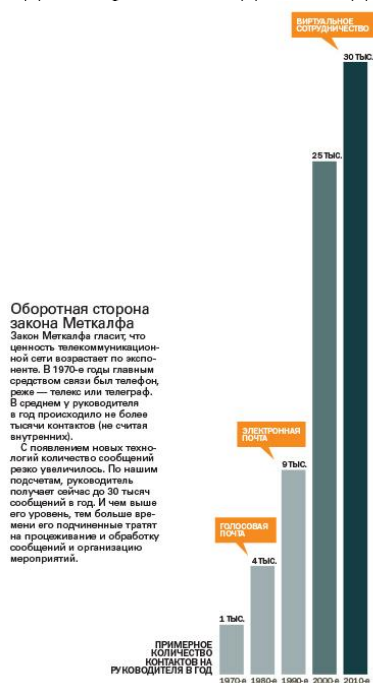 ВИРТУАЛЬНОЕ
СОТРУДНИЧЕСТВО
30 ТЫС.
25 ТЫС.
Оборотная сторона
закона Меткалфа
Закон Меткалфа гласит, что
ценность телекоммуникацион-
ной сети возрастает по экспо-
ненте. В 1970-е годы главным
средством связи был телефон,
реже — телекс или телеграф.
В среднем у руководителя
в год происходило не более
тысячи контактов (не считая
внутренних).
С появлением новых техно-
логий количество сообщений
резко увеличилось. По нашим
подсчетам, руководитель
получает сейчас до 30 тысяч
сообщений в год. И чем выше
его уровень, тем больше вре-
мени его подчиненные тратят
на процеживание и обработку
сообщений и организацию
мероприятий.
ЭЛЕКТРОННАЯ
ПОЧТА
9 ТЫС.
ГОЛОСОВАЯ
ПОЧТА
4 ТЫС.
1 ТЫС.
ПРИМЕРНОЕ
КОЛИЧЕСТВО
КОНТАКТОВ НА
РУКОВОДИТЕЛЯ В ГОД
1970-е 1980-е 1990-е 2000-е 2010-е